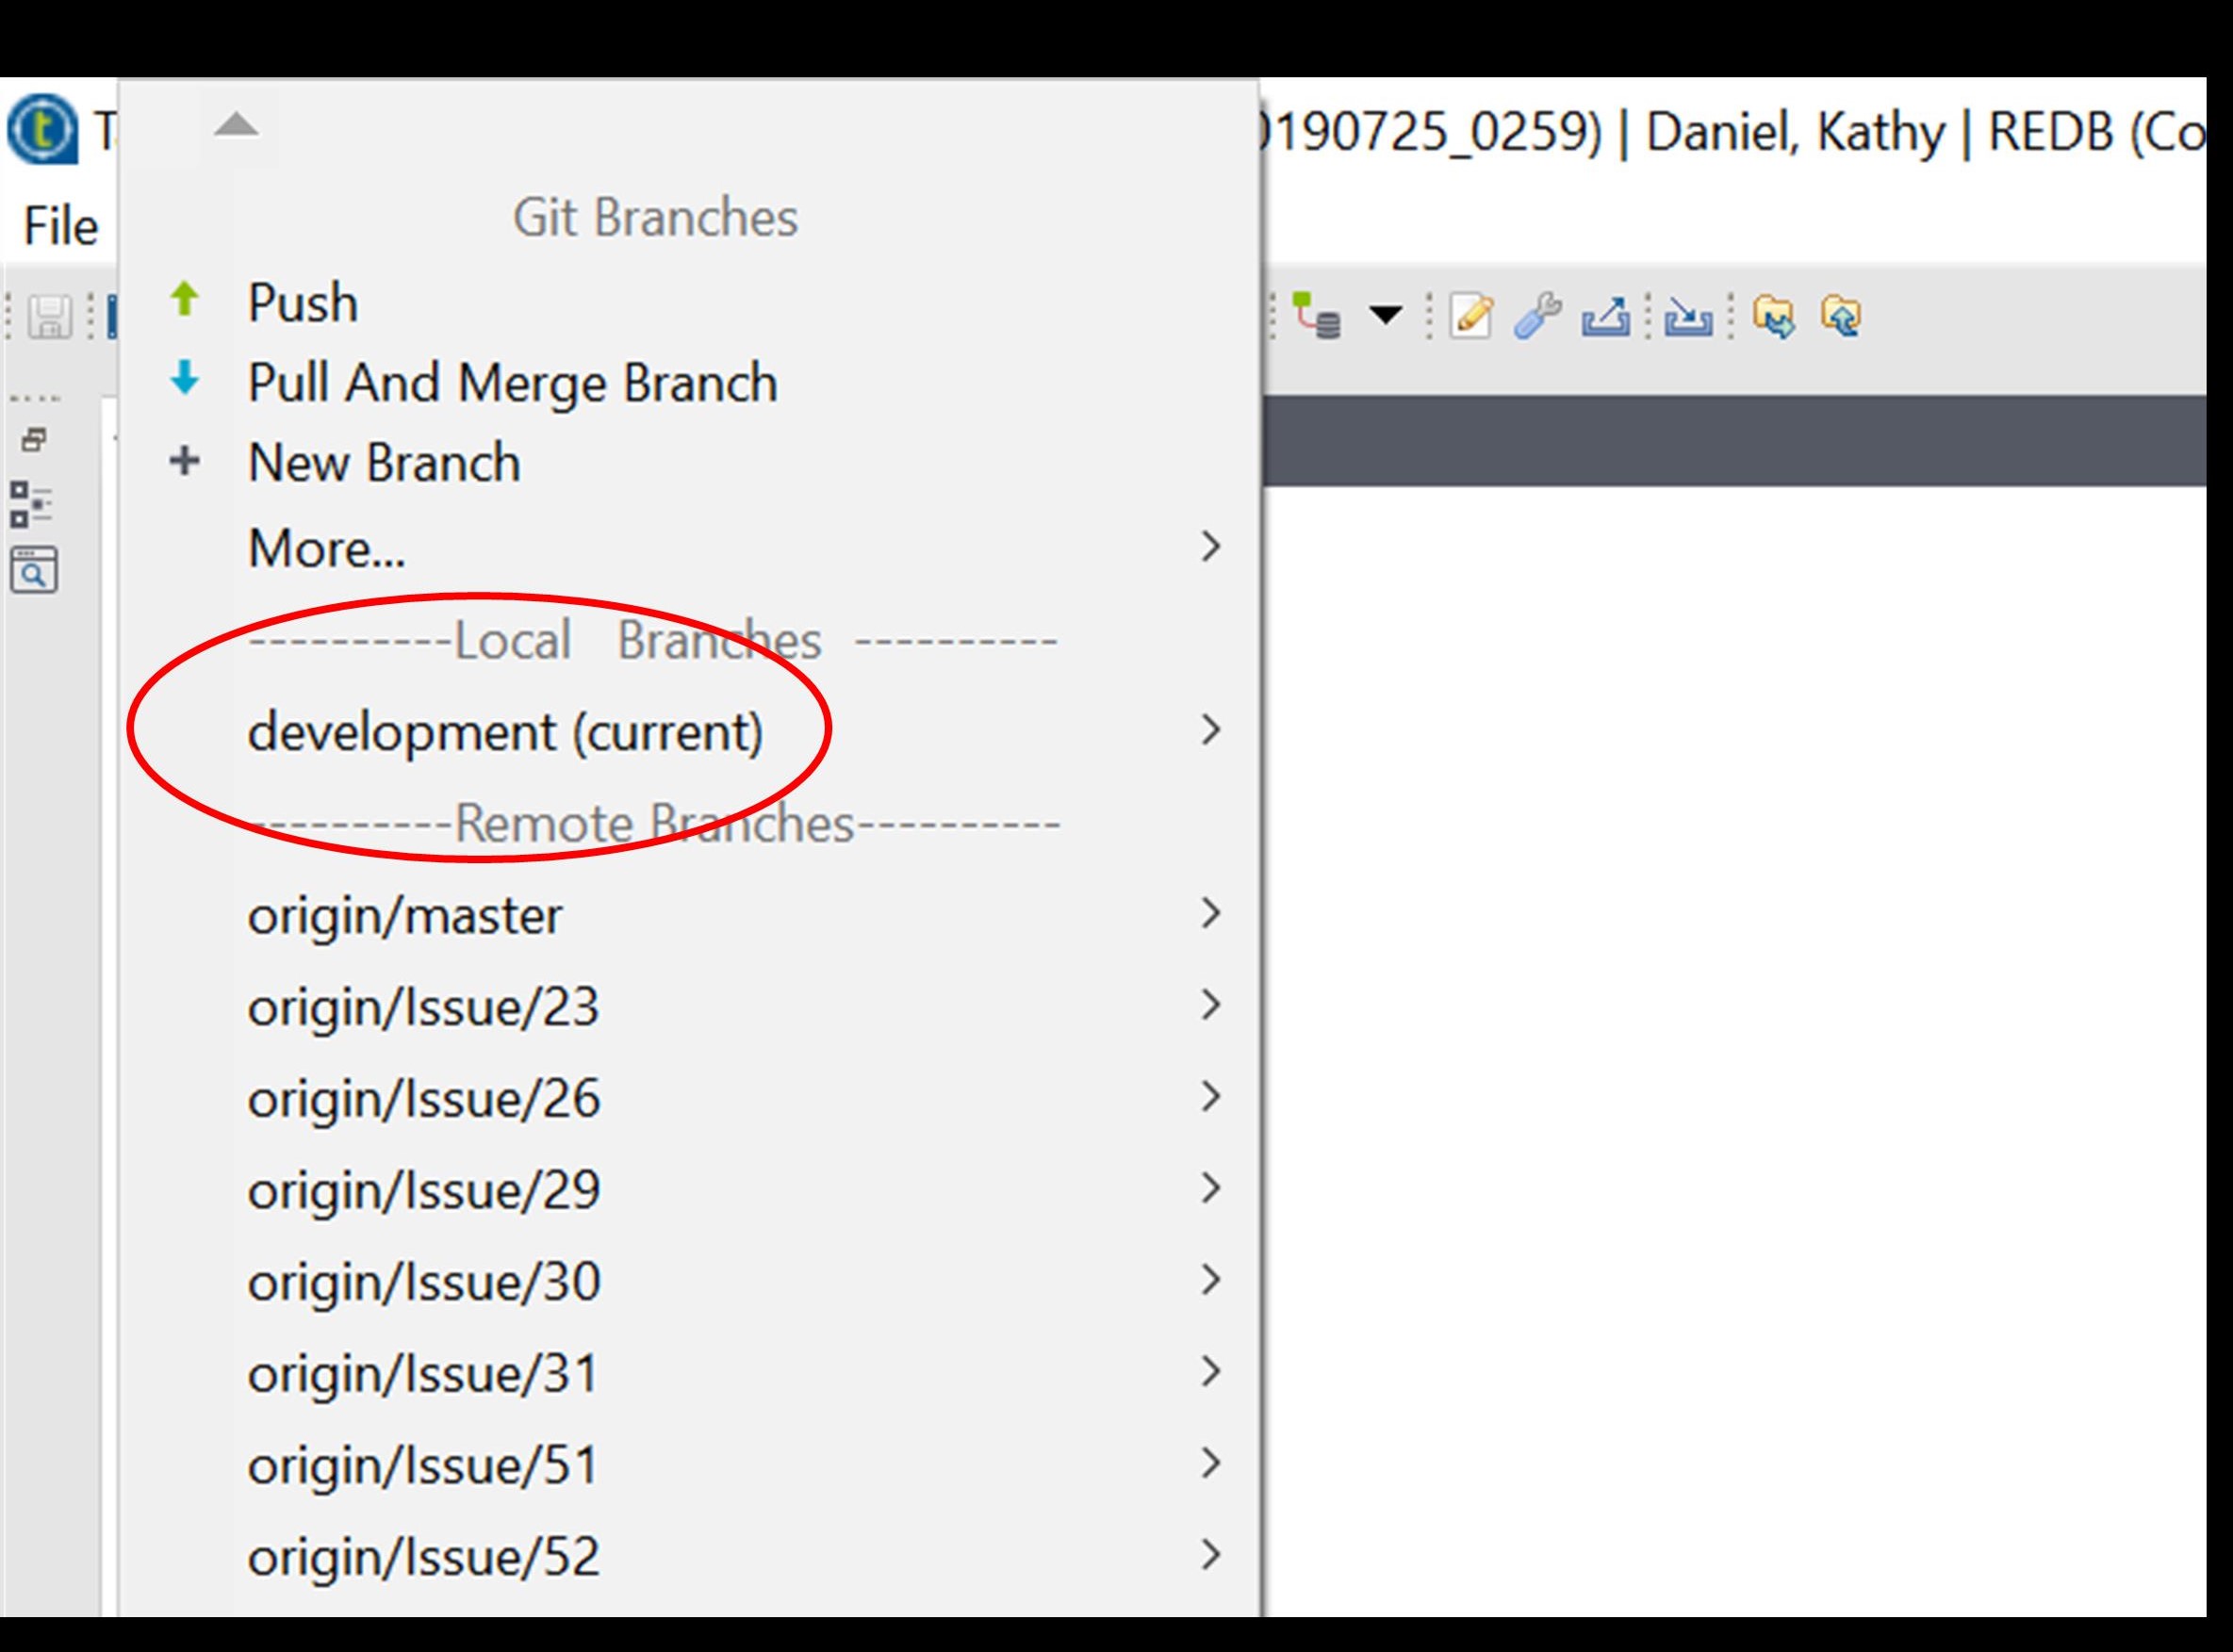 0190725_0259) | Daniel, Kathy | REDB (Co
File
Git Branches
Push
Pull And Merge Branch
New Branch
More...
----------Local Branches ----------
development (current)
----------Remote Branches----------
origin/master
origin/Issue/23
origin/Issue/26
origin/Issue/29
origin/Issue/30
origin/Issue/31
origin/Issue/51
origin/Issue/52